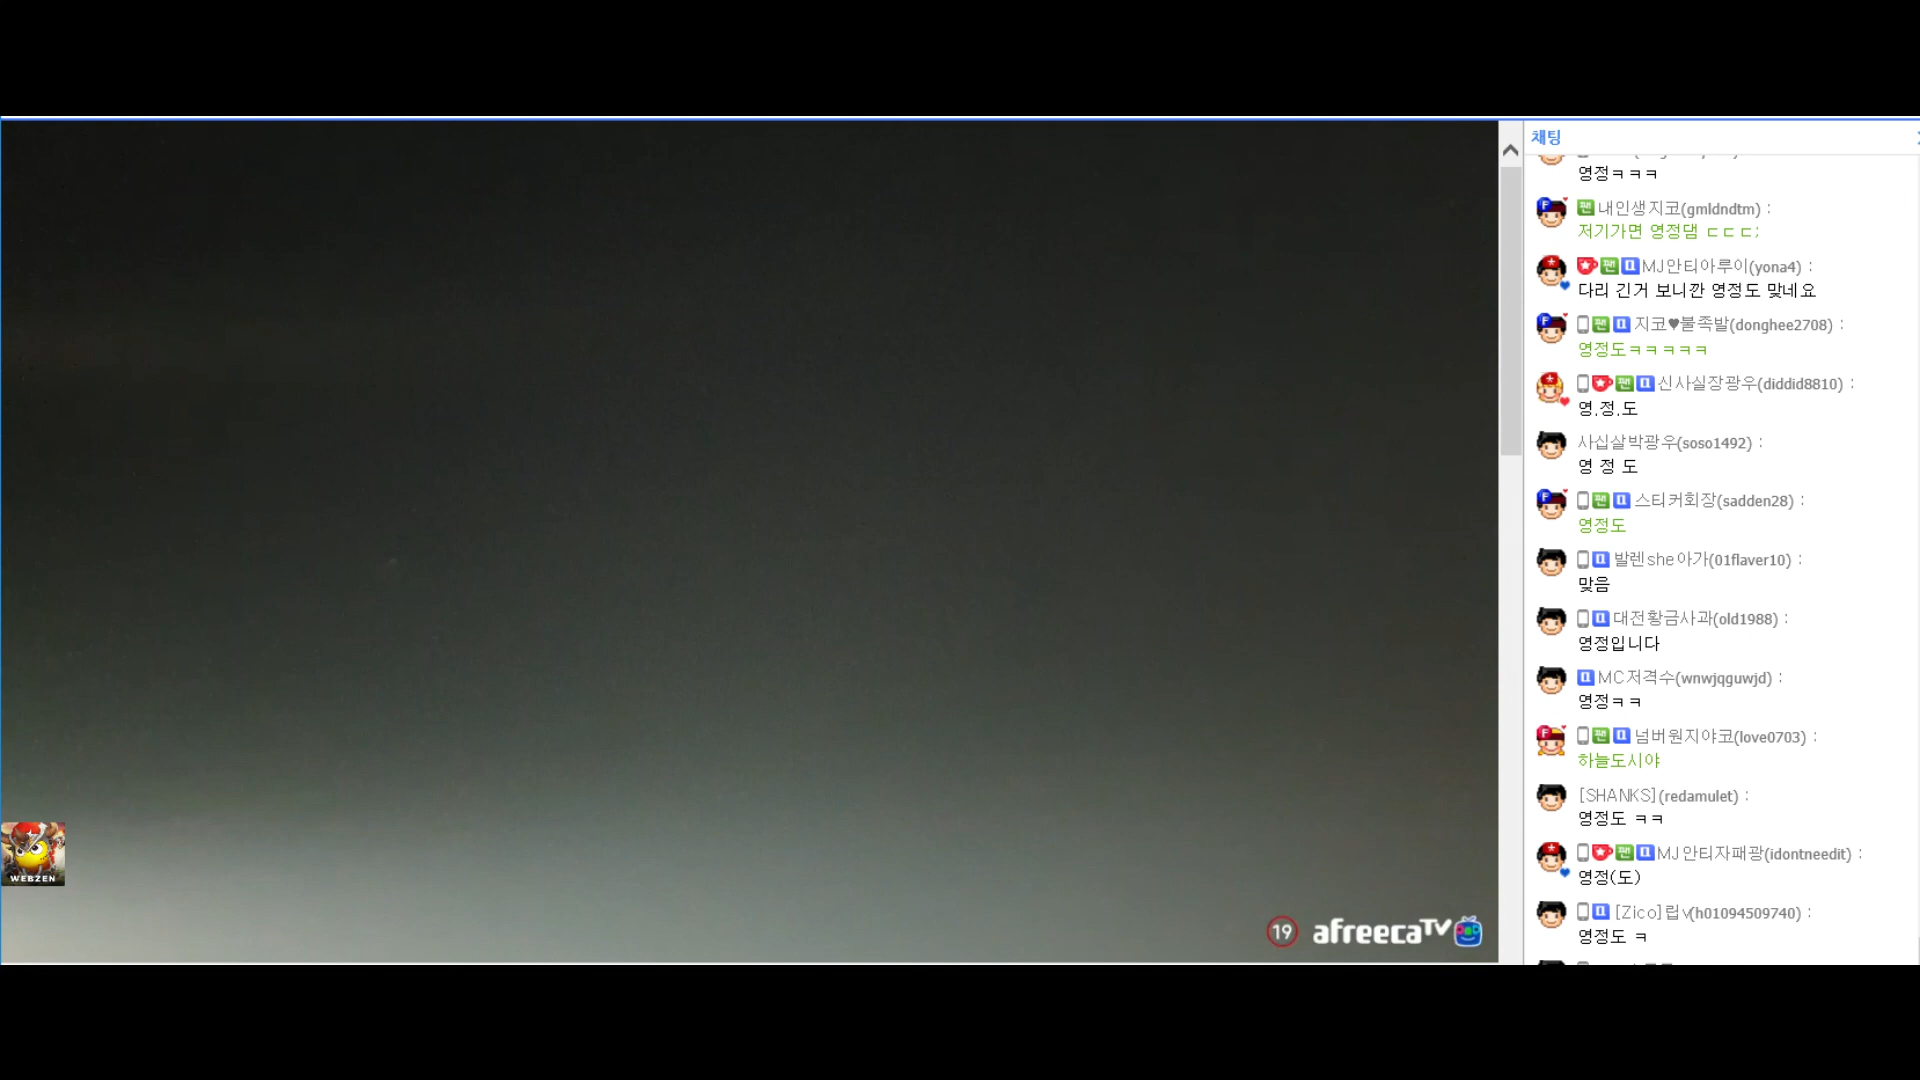 채팅
영정ㅋㅋㅋ
팬 내인생지코(gmldndtm) :
저기가면 영정댐 ㄷㄷㄷ;
팬 MJ안티아루이(yona4) :
다리 긴거 보니깐 영정도 맞네요
팬 지코♥불족발(donghee2708) :
영정도ㅋㅋㅋㅋㅋ
팬 신사실장광우(diddid8810) :
영.정.도
사십살박광우(soso1492) :
영 정 도
팬 스티커회장(sadden28) :
영정도
발렌she아가(01flaver10) :
맞음
대전황금사과(old1988) :
영정입니다
MC저격수(wnwjqguwjd) :
영정ㅋㅋ
팬 넘버원지야코(love0703) :
하늘도시야
[SHANKS](redamulet) :
영정도 ㅋㅋ
팬 MJ안티자패광(idontneedit) :
영정(도)
[Zico]립v(h01094509740) :
영정도 ㅋ
WEBZEN
19 afreecaTV